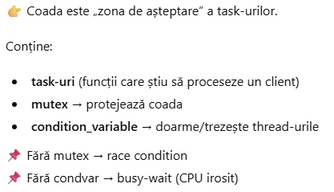 👉 Coada este „zona de așteptare” a task-urilor.
Conține:
• task-uri (funcții care știu să proceseze un client)
• mutex → protejează coada
• condition_variable → doarme/trezește thread-urile
📌 Fără mutex → race condition
📌 Fără condvar → busy-wait (CPU irosit)